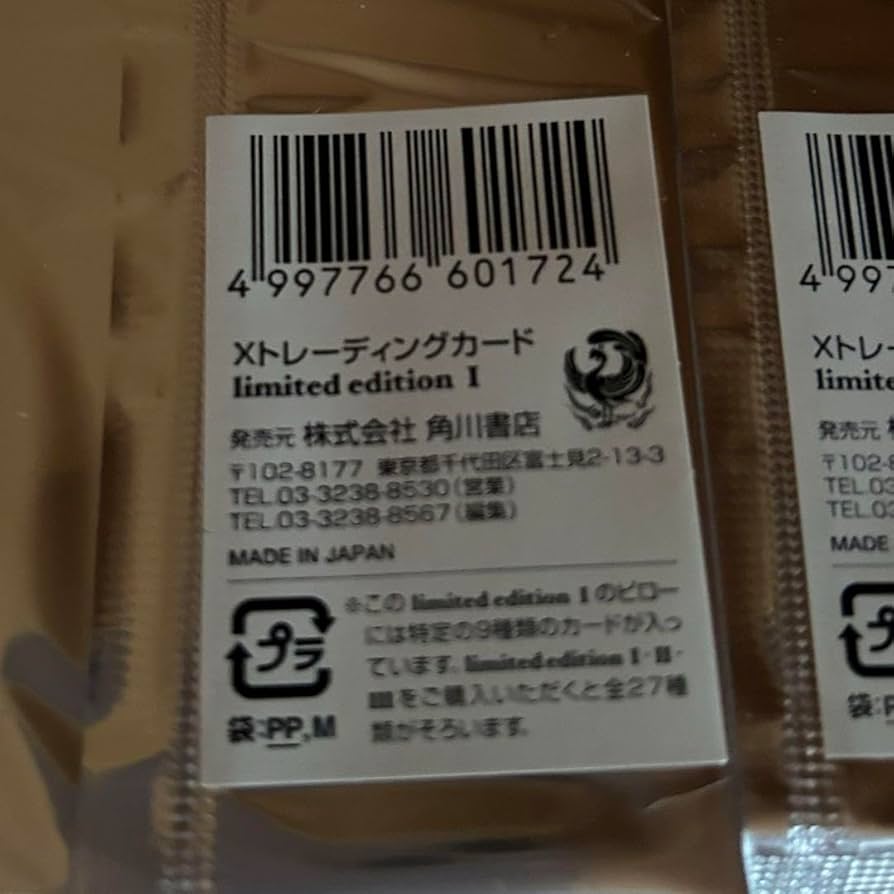 4 997766 601724
Xトレーディングカード
limited edition I
発売元 株式会社 角川書店
〒102-8177 東京都千代田区富士見2-13-3
TEL.03-3238-8530(営業)
TEL.03-3238-8567(編集)
MADE IN JAPAN
※この limited edition I のピロー
には特定の9種類のカードが入っ
ています。limited edition I・II・
IIIをご購入いただくと全27種
類がそろいます。
プラ
袋:PP,M
4 997
Xトレー
limite
発売元
〒102-8
TEL.03
TEL.03
MADE
袋:P